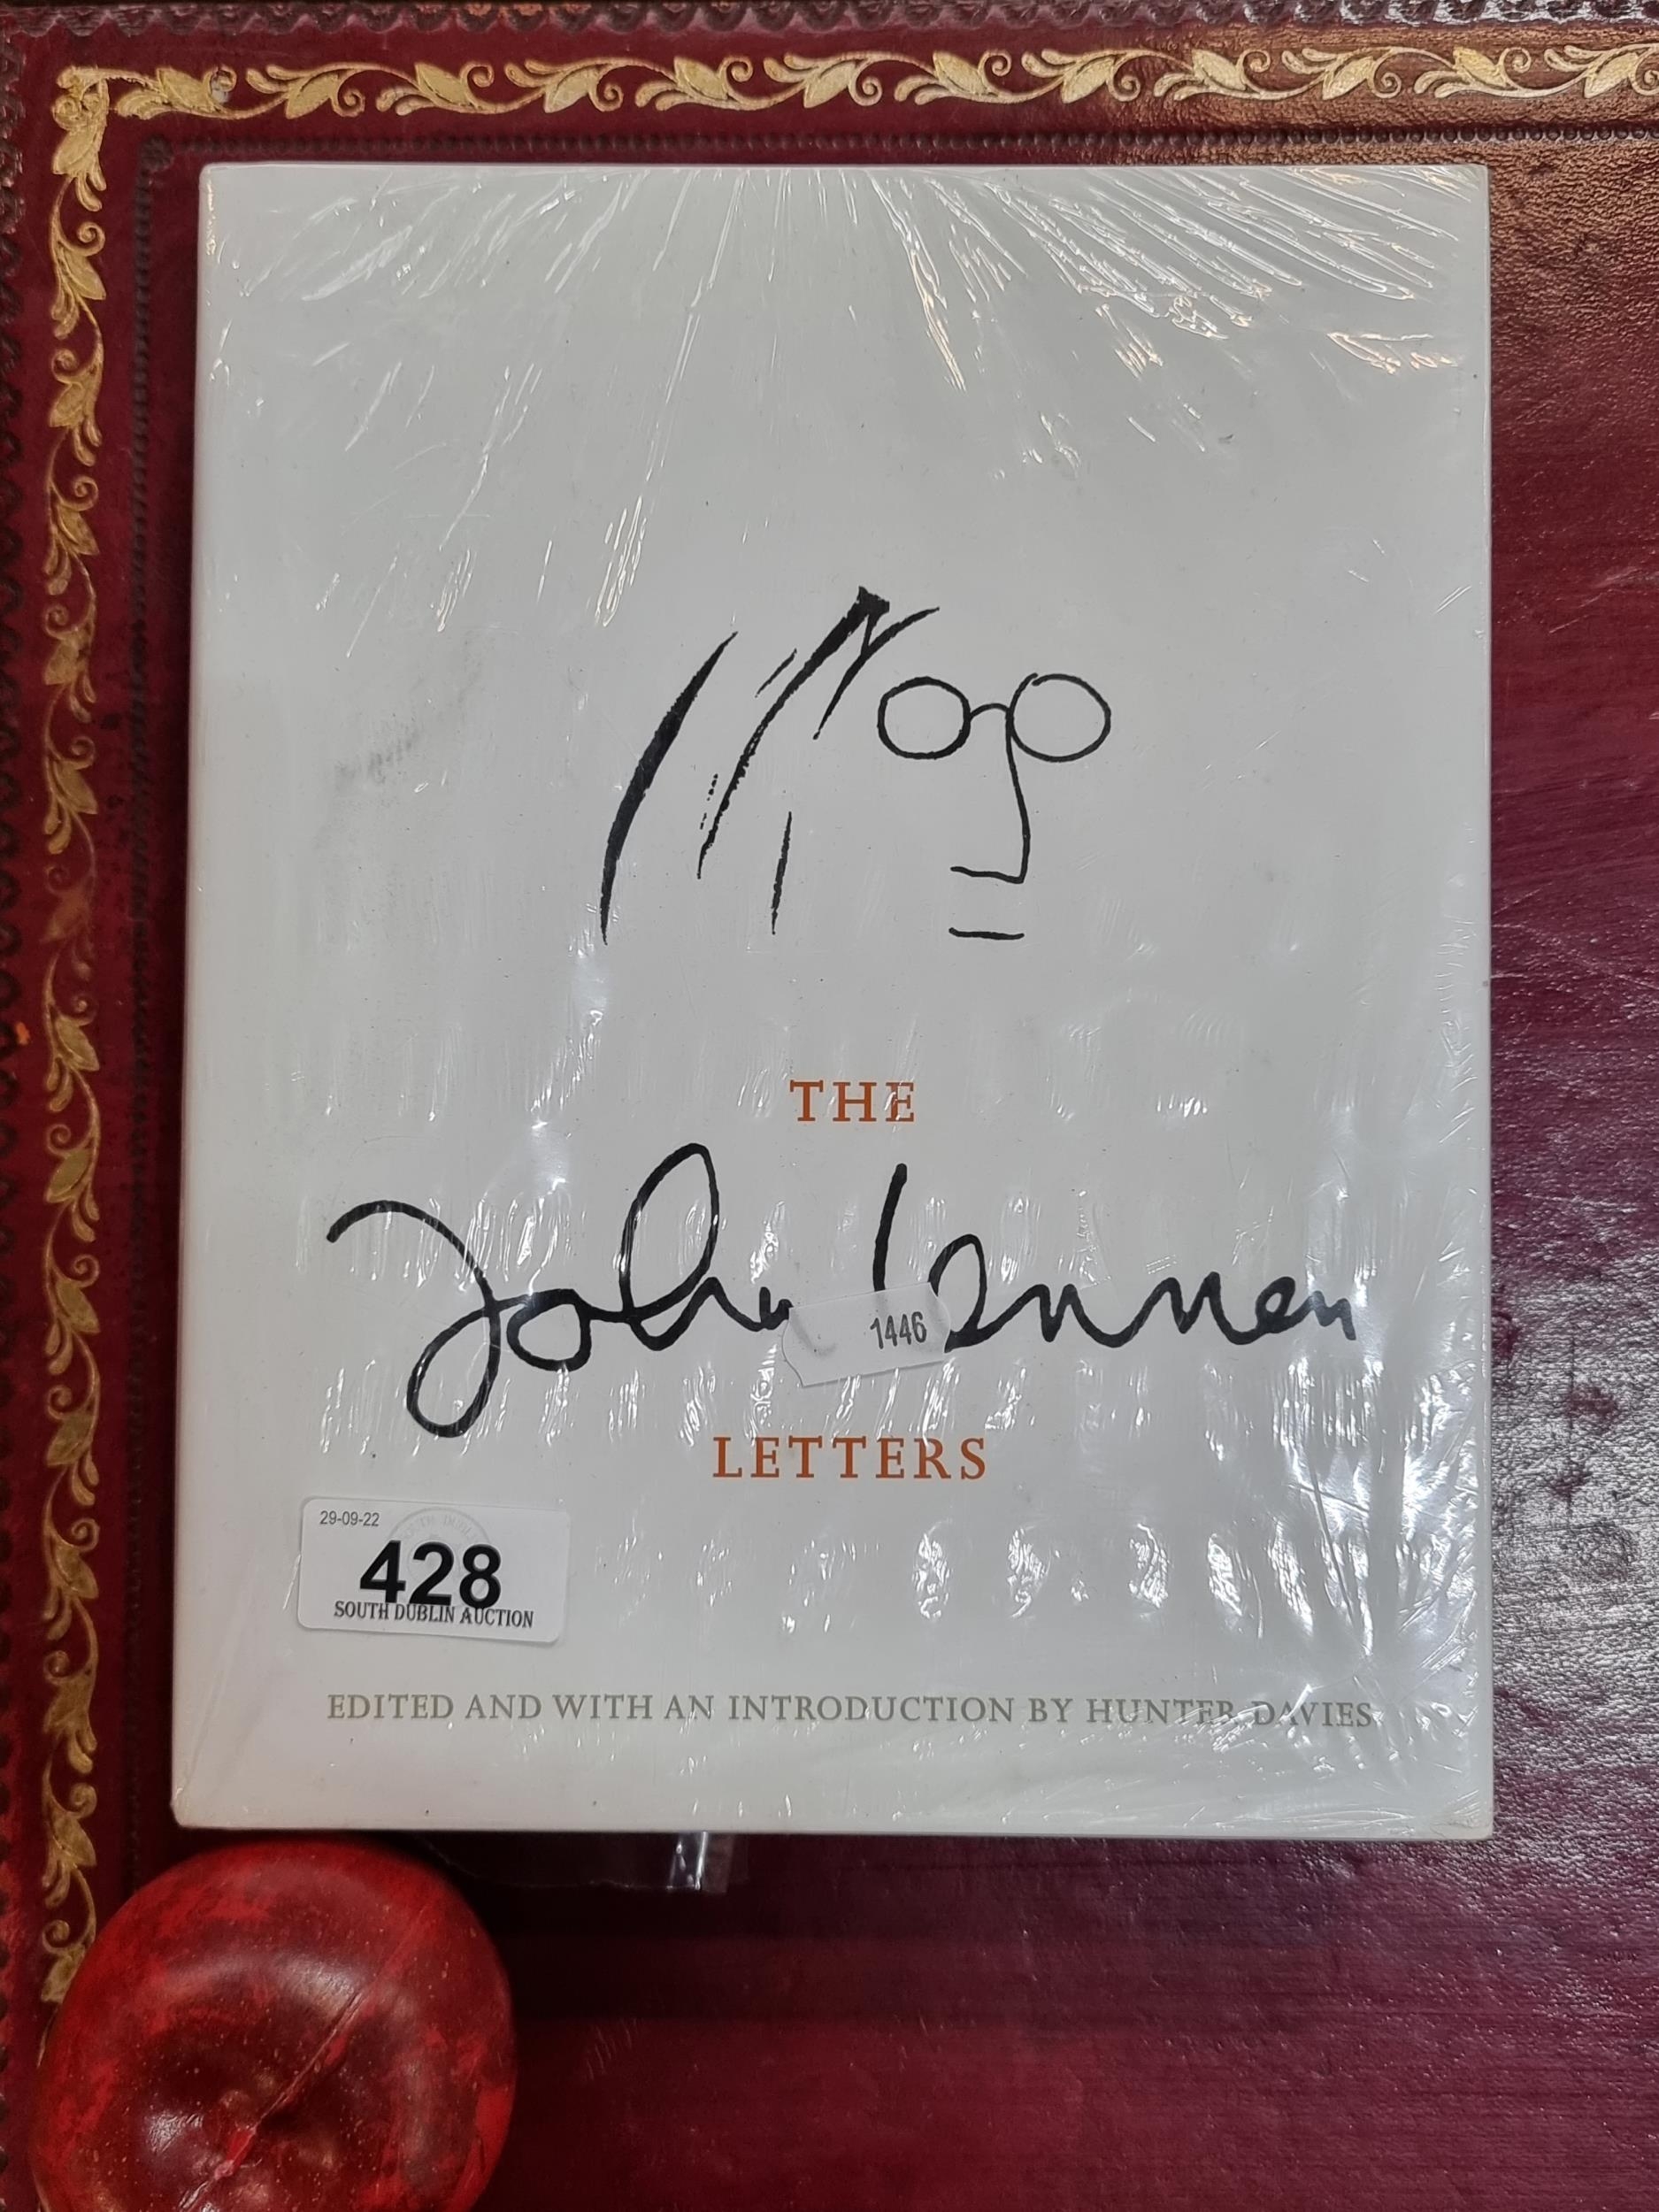 THE
John Lennon
1446
LETTERS
29-09-22
428
SOUTH DUBLIN AUCTION
EDITED AND WITH AN INTRODUCTION BY HUNTER DAVIES